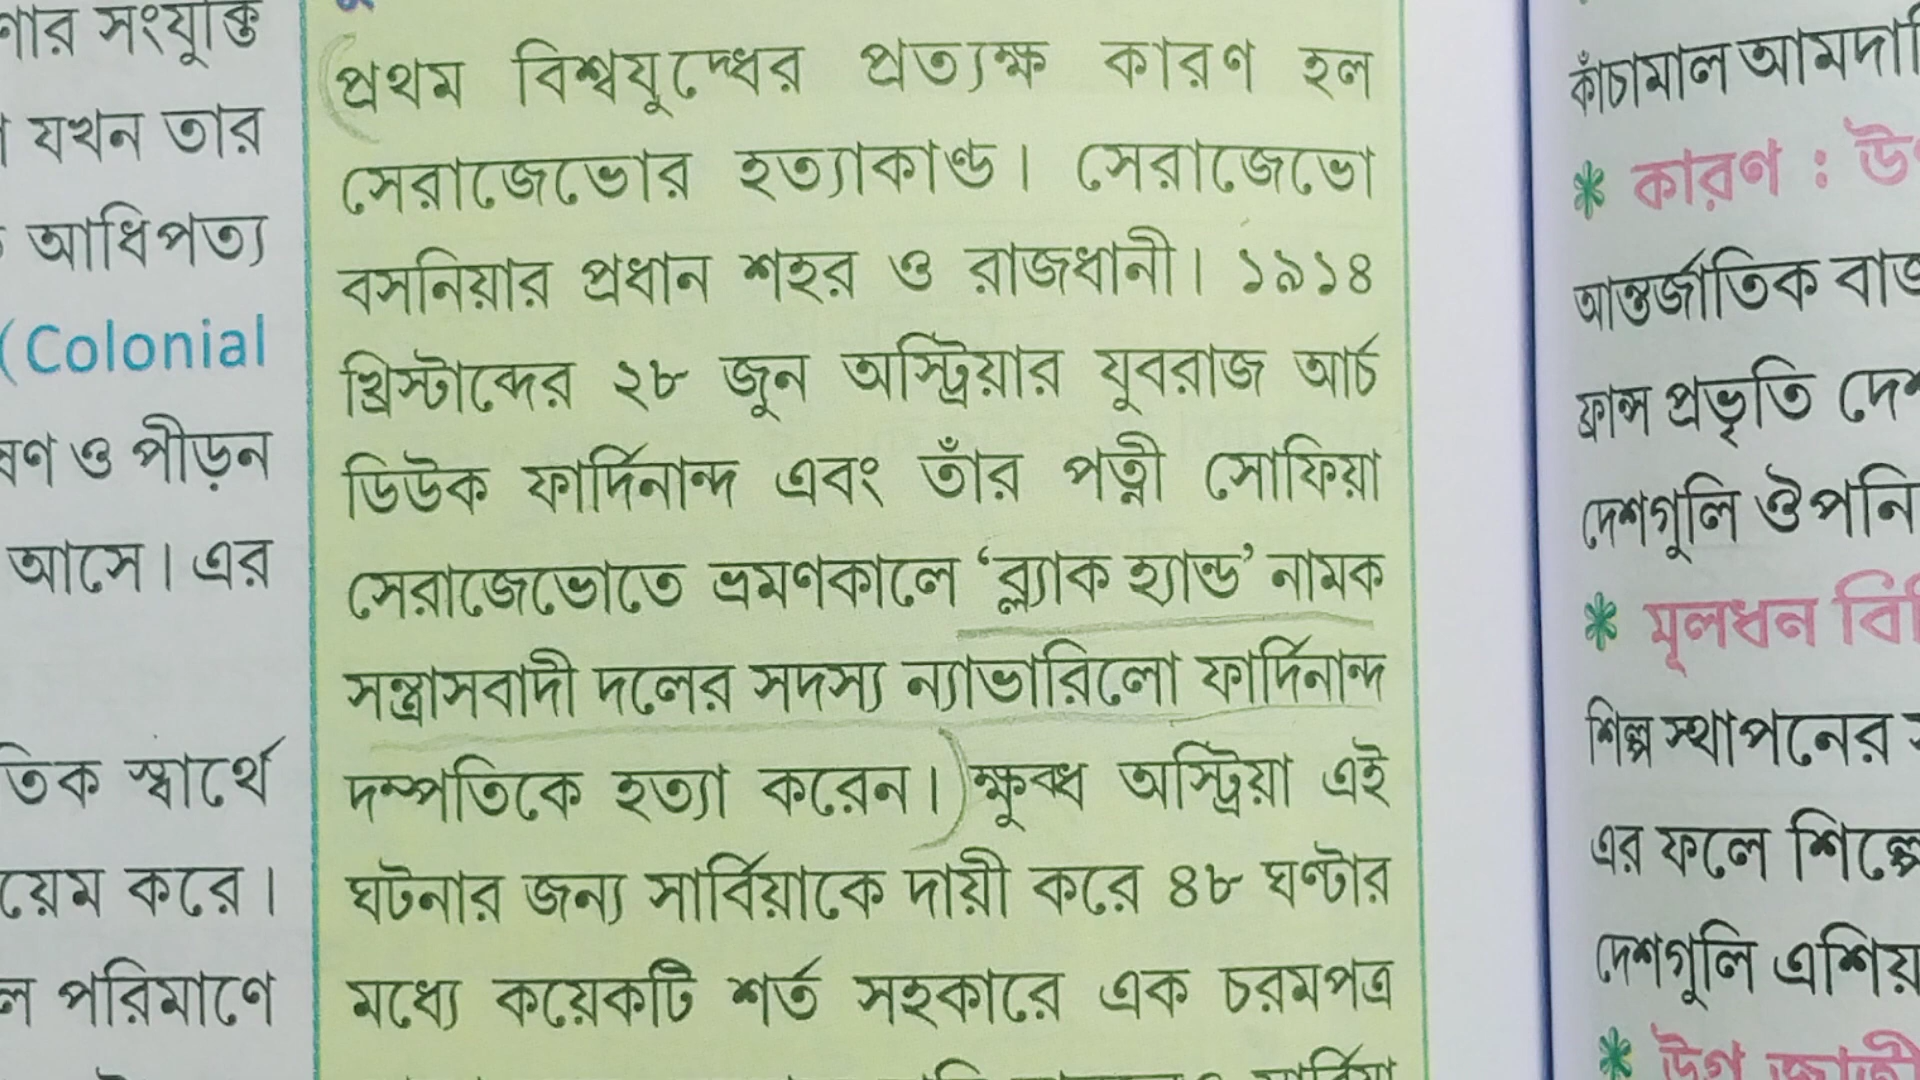 ণার সংযুক্তি
যখন তার
আধিপত্য
(Colonial
ষণ ও পীড়ন
আসে। এর
তিক স্বার্থে
য়েম করে।
ল পরিমাণে
প্রথম বিশ্বযুদ্ধের প্রত্যক্ষ কারণ হল
সেরাজেভোর হত্যাকাণ্ড। সেরাজেভো
বসনিয়ার প্রধান শহর ও রাজধানী। ১৯১৪
খ্রিস্টাব্দের ২৮ জুন অস্ট্রিয়ার যুবরাজ আর্চ
ডিউক ফার্দিনান্দ এবং তাঁর পত্নী সোফিয়া
সেরাজেভোতে ভ্রমণকালে ‘ব্ল্যাক হ্যান্ড’ নামক
সন্ত্রাসবাদী দলের সদস্য ন্যাভারিলো ফার্দিনান্দ
দম্পতিকে হত্যা করেন। ক্ষুব্ধ অস্ট্রিয়া এই
ঘটনার জন্য সার্বিয়াকে দায়ী করে ৪৮ ঘণ্টার
মধ্যে কয়েকটি শর্ত সহকারে এক চরমপত্র
কাঁচামাল আমদানি
* কারণ : উ
আন্তর্জাতিক বাজ
ফ্রান্স প্রভৃতি দেশ
দেশগুলি ঔপনি
* মূলধন বি
শিল্প স্থাপনের
এর ফলে শিল্পে
দেশগুলি এশিয়
* উগ্র জাতী